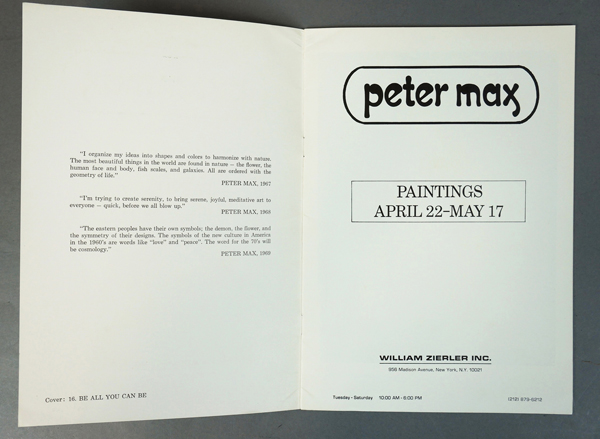 "I organize my ideas into shapes and colors to harmonize with nature.
The most beautiful things in the world are found in nature — the flower, the
human face and body, fish scales, and galaxies. All are ordered with the
geometry of life."
PETER MAX, 1967
"I'm trying to create serenity, to bring serene, joyful, meditative art to
everyone – quick, before we all blow up."
PETER MAX, 1968
"The eastern peoples have their own symbols; the demon, the flower, and
the symmetry of their designs. The symbols of the new culture in America
in the 1960's are words like "love" and "peace". The word for the 70's will
be cosmology."
PETER MAX, 1969
Cover: 16. BE ALL YOU CAN BE
peter max
PAINTINGS
APRIL 22–MAY 17
WILLIAM ZIERLER INC.
956 Madison Avenue, New York, N.Y. 10021
Tuesday - Saturday 10:00 AM - 6:00 PM (212) 879-5212